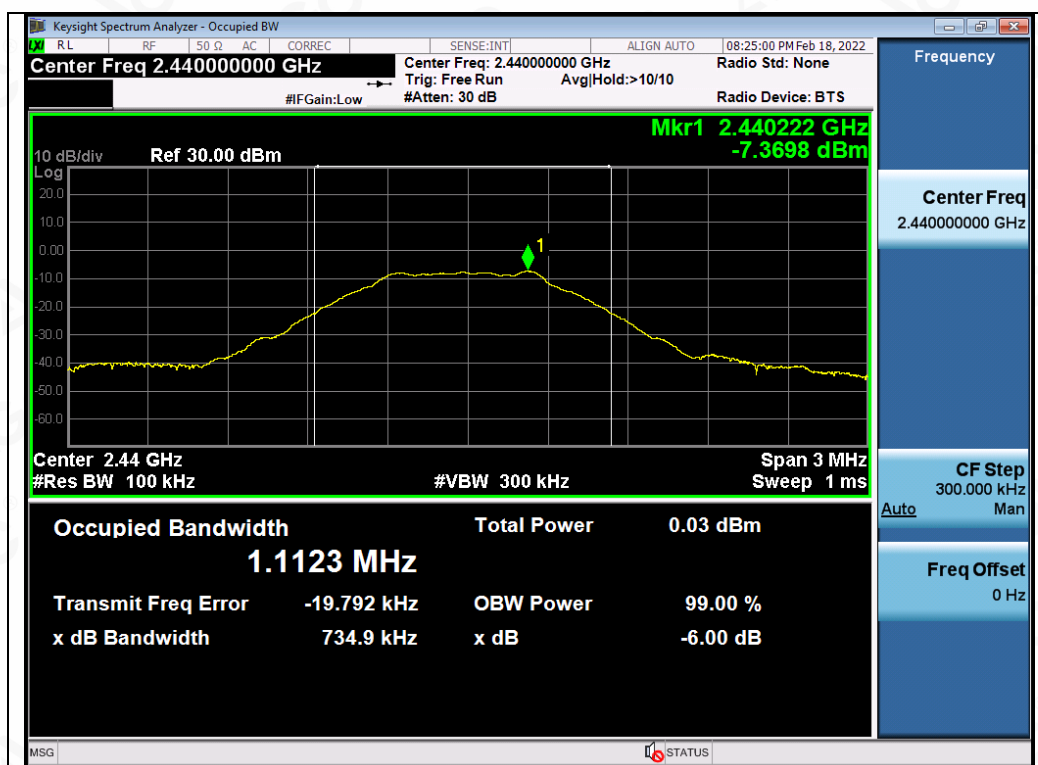 Keysight Spectrum Analyzer - Occupied BW
LXI RL RF 50 Ω AC CORREC SENSE:INT ALIGN AUTO 08:25:00 PM Feb 18, 2022
Center Freq 2.440000000 GHz
Center Freq: 2.440000000 GHz
Radio Std: None
Trig: Free Run Avg|Hold:>10/10
#IFGain:Low
#Atten: 30 dB
Radio Device: BTS
Mkr1 2.440222 GHz
-7.3698 dBm
10 dB/div Ref 30.00 dBm
Log
20.0
10.0
0.00
-10.0
-20.0
-30.0
-40.0
-50.0
-60.0
1
Center 2.44 GHz Span 3 MHz
#Res BW 100 kHz #VBW 300 kHz Sweep 1 ms
Occupied Bandwidth Total Power 0.03 dBm
1.1123 MHz
Transmit Freq Error -19.792 kHz OBW Power 99.00 %
x dB Bandwidth 734.9 kHz x dB -6.00 dB
Frequency
Center Freq
2.440000000 GHz
CF Step
300.000 kHz
Auto Man
Freq Offset
0 Hz
MSG STATUS